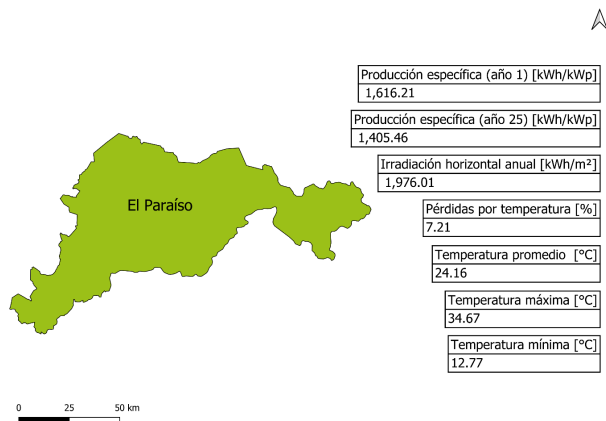 Producción específica (año 1) [kWh/kWp]
1,616.21
Producción específica (año 25) [kWh/kWp]
1,405.46
Irradiación horizontal anual [kWh/m²]
1,976.01
Pérdidas por temperatura [%]
7.21
Temperatura promedio [°C]
24.16
Temperatura máxima [°C]
34.67
Temperatura mínima [°C]
12.77
El Paraíso
0 25 50 km